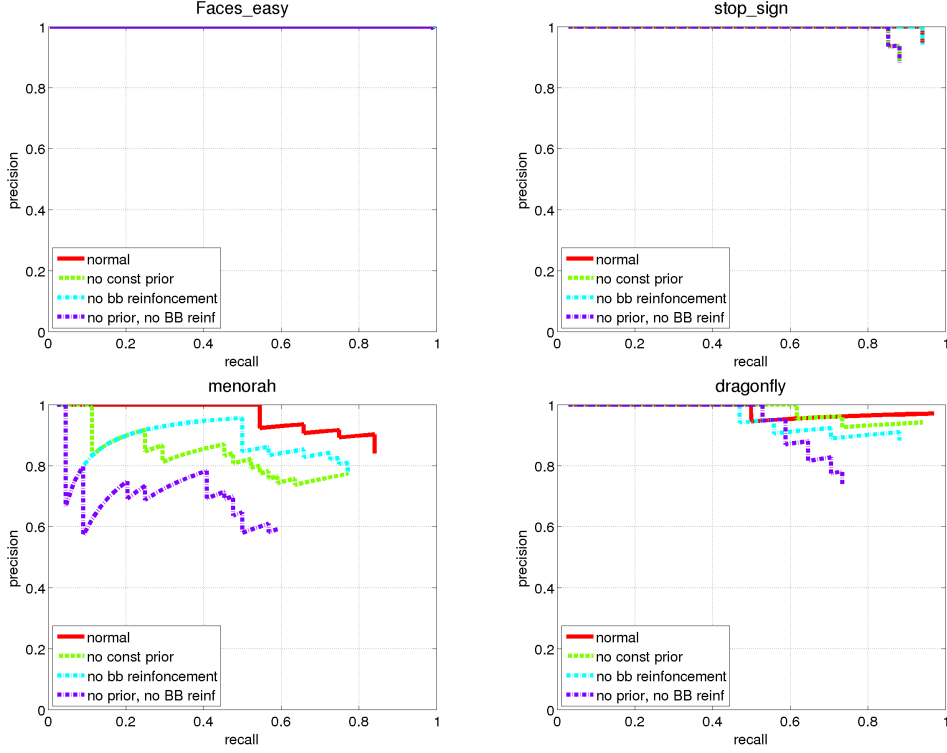 Faces_easy
1
0.8
0.6
0.4
0.2
0
precision
normal
no const prior
no bb reinfoncement
no prior, no BB reinf
0 0.2 0.4 0.6 0.8 1
recall
stop_sign
1
0.8
0.6
0.4
0.2
0
precision
normal
no const prior
no bb reinfoncement
no prior, no BB reinf
0 0.2 0.4 0.6 0.8 1
recall
menorah
1
0.8
0.6
0.4
0.2
0
precision
normal
no const prior
no bb reinfoncement
no prior, no BB reinf
0 0.2 0.4 0.6 0.8 1
recall
dragonfly
1
0.8
0.6
0.4
0.2
0
precision
normal
no const prior
no bb reinfoncement
no prior, no BB reinf
0 0.2 0.4 0.6 0.8 1
recall